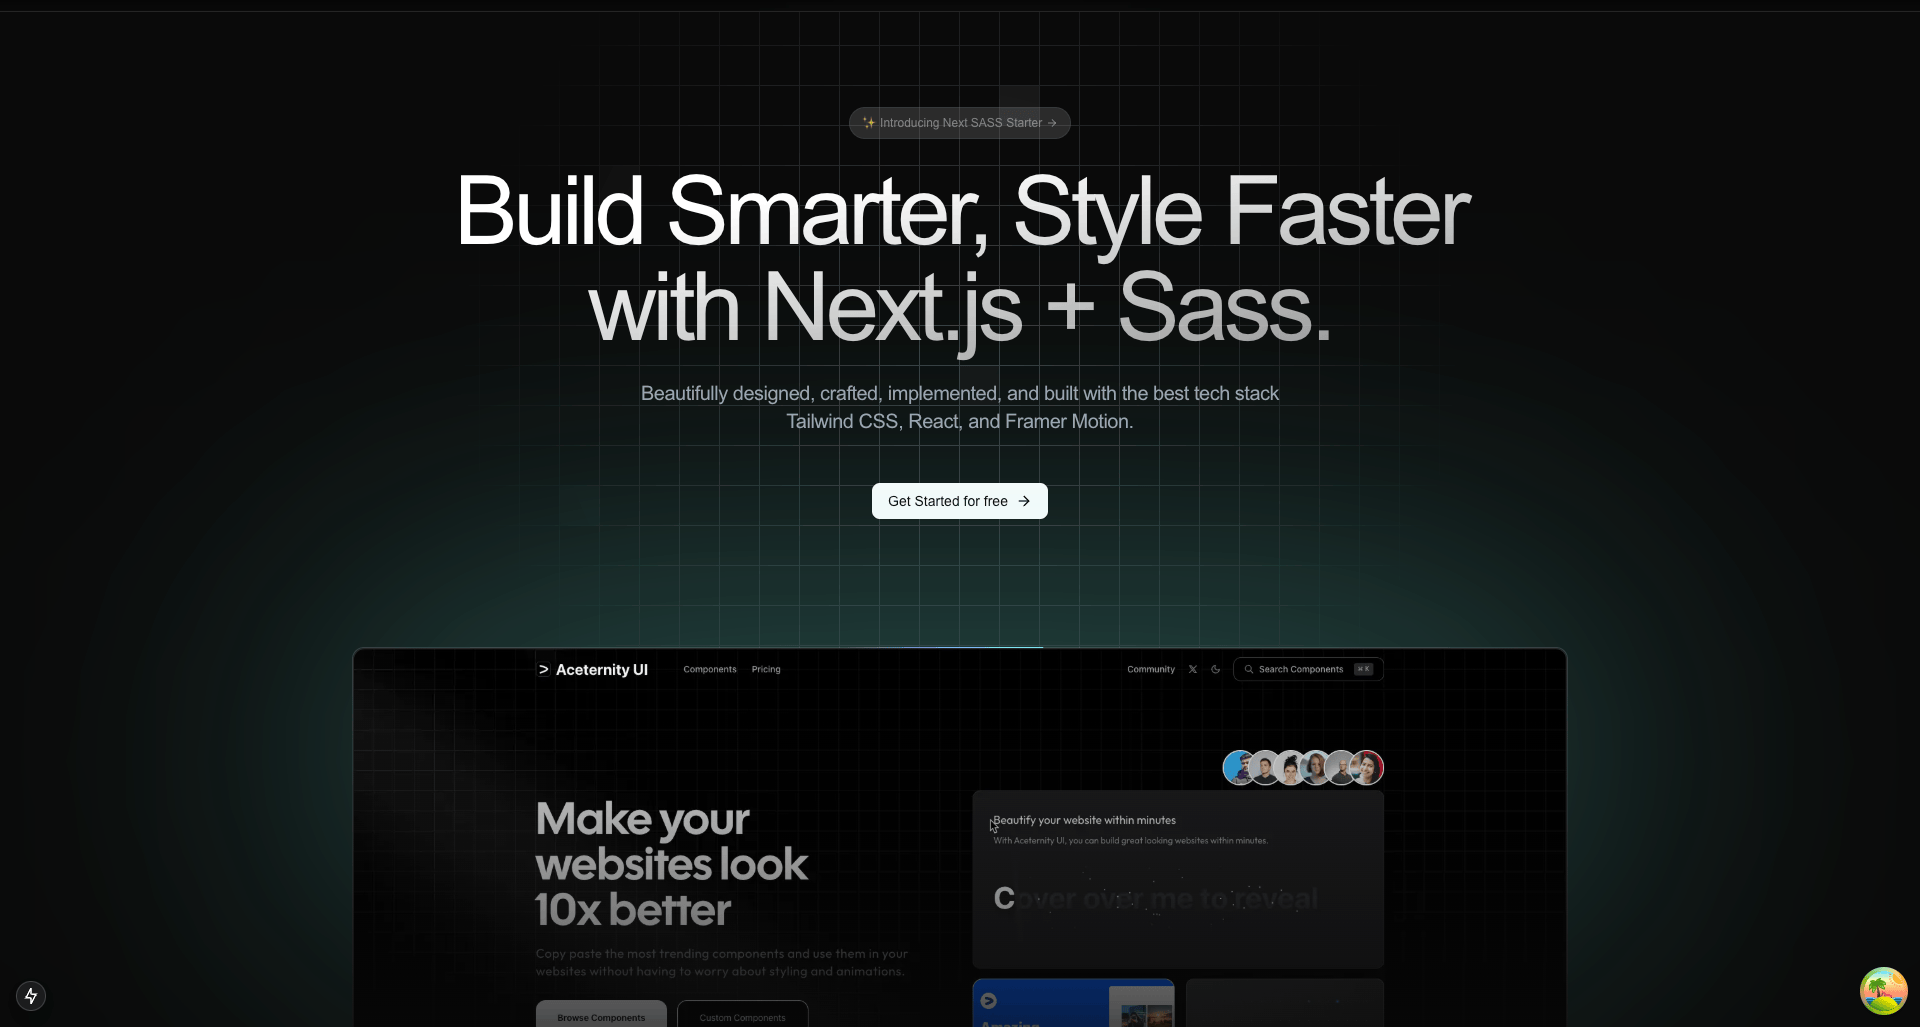 ✨ Introducing Next SASS Starter →
Build Smarter, Style Faster
with Next.js + Sass.
Beautifully designed, crafted, implemented, and built with the best tech stack
Tailwind CSS, React, and Framer Motion.
Get Started for free →
Aceternity UI
Components Pricing
Community
Search Components ⌘K
Make your
websites look
10x better
Copy paste the most trending components and use them in your
websites without having to worry about styling and animations.
Browse Components
Custom Components
Beautify your website within minutes
With Aceternity UI, you can build great looking websites within minutes.
Cover over me to reveal
Amazing